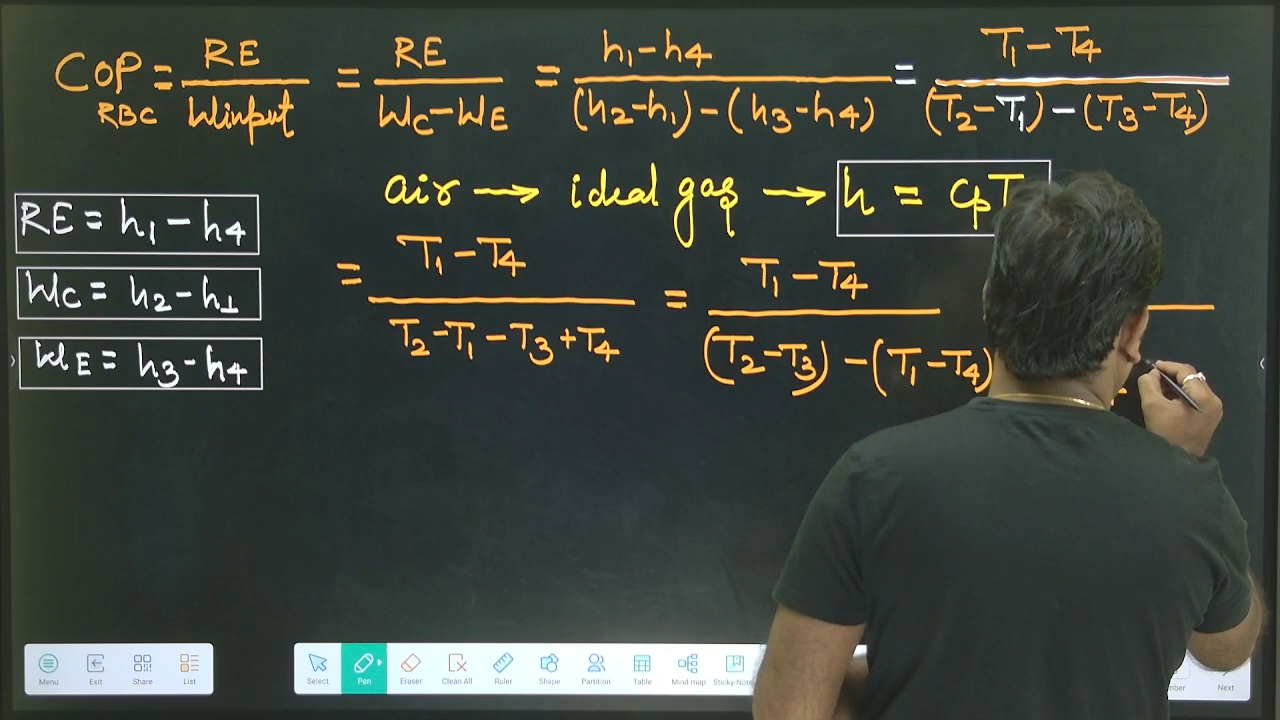 COP RBC = RE / Winput = RE / WC-WE = h1-h4 / (h2-h1)-(h3-h4) = T1-T4 / (T2-T1)-(T3-T4)
air → ideal gas → h = CpT
RE = h1-h4
WC = h2-h1
WE = h3-h4
= T1-T4 / T2-T1-T3+T4 = T1-T4 / (T2-T3)-(T1-T4)
Menu Exit Share List Select Pen Eraser Clean All Ruler Shape Partition Table Mind map Sticky Note Next